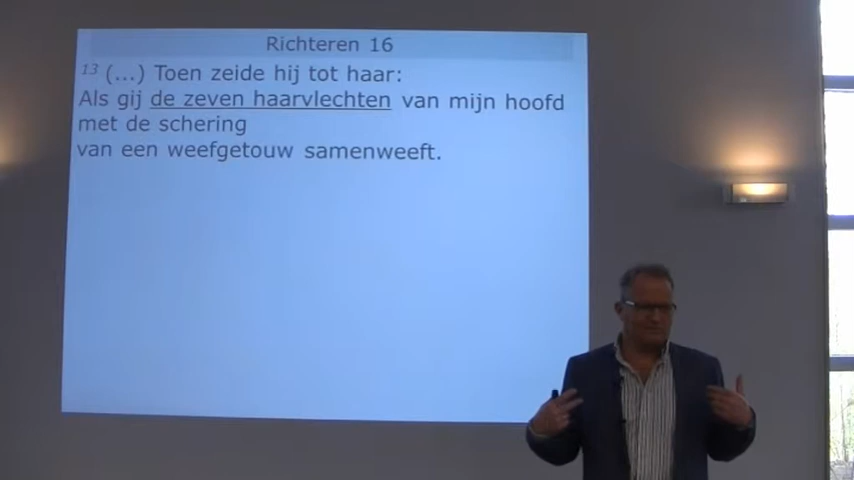 Richteren 16
13 (...) Toen zeide hij tot haar:
Als gij de zeven haarvlechten van mijn hoofd
met de schering
van een weefgetouw samenweeft.